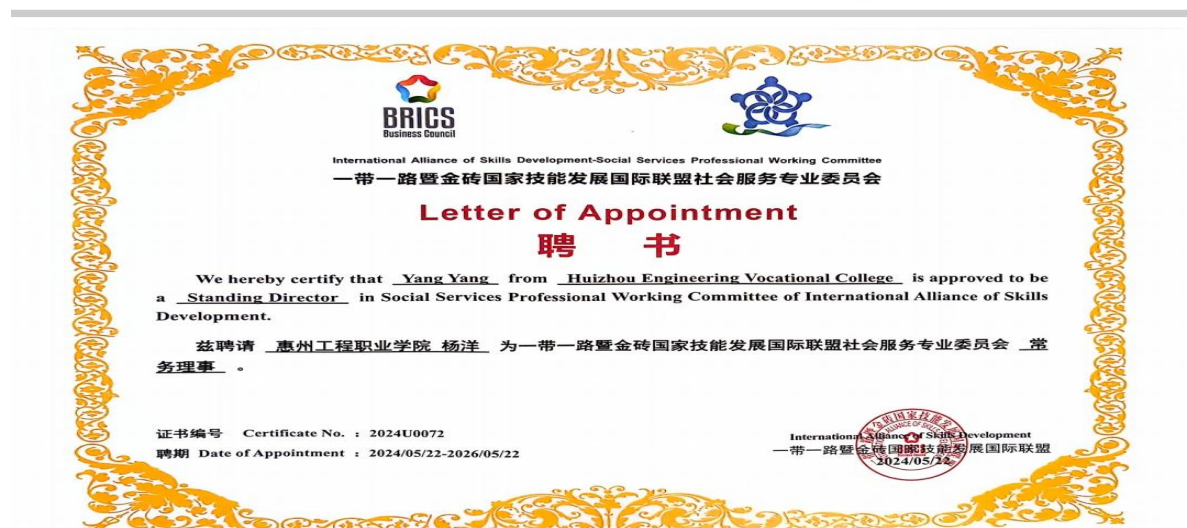 BRICS
Business Council
International Alliance of Skills Development-Social Services Professional Working Committee
一带一路暨金砖国家技能发展国际联盟社会服务专业委员会
Letter of Appointment
聘 书
We hereby certify that Yang Yang from Huizhou Engineering Vocational College is approved to be
a Standing Director in Social Services Professional Working Committee of International Alliance of Skills
Development.
兹聘请 惠州工程职业学院 杨洋 为一带一路暨金砖国家技能发展国际联盟社会服务专业委员会 常
务理事 。
证书编号 Certificate No. : 2024U0072
聘期 Date of Appointment : 2024/05/22-2026/05/22
International Alliance of Skills Development
一带一路暨金砖国家技能发展国际联盟
2024/05/22